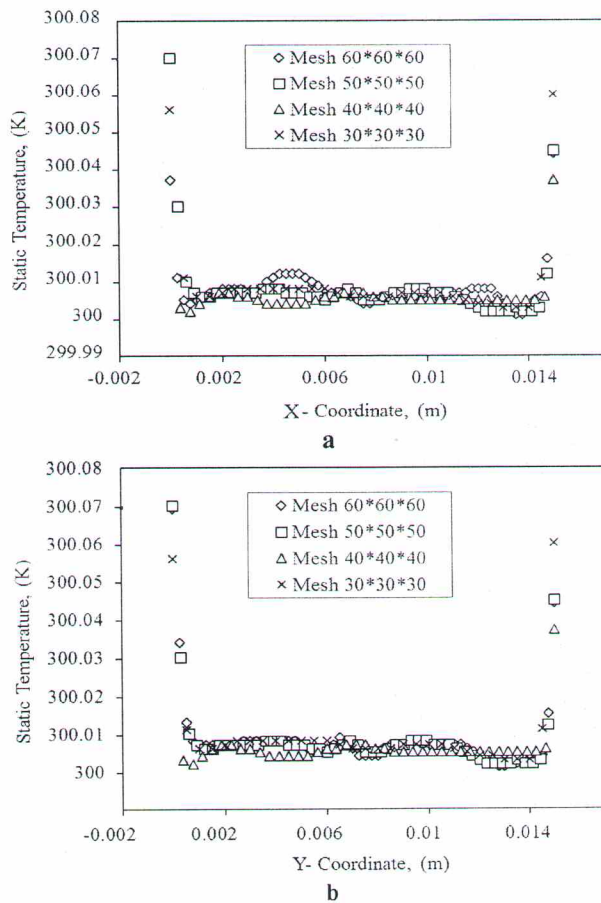 300.08
300.07
300.06
300.05
300.04
300.03
300.02
300.01
300
299.99
Static Temperature, (K)
Mesh 60*60*60
Mesh 50*50*50
Mesh 40*40*40
Mesh 30*30*30
-0.002 0.002 0.006 0.01 0.014
X- Coordinate, (m)
a
300.08
300.07
300.06
300.05
300.04
300.03
300.02
300.01
300
Static Temperature, (K)
Mesh 60*60*60
Mesh 50*50*50
Mesh 40*40*40
Mesh 30*30*30
-0.002 0.002 0.006 0.01 0.014
Y- Coordinate, (m)
b